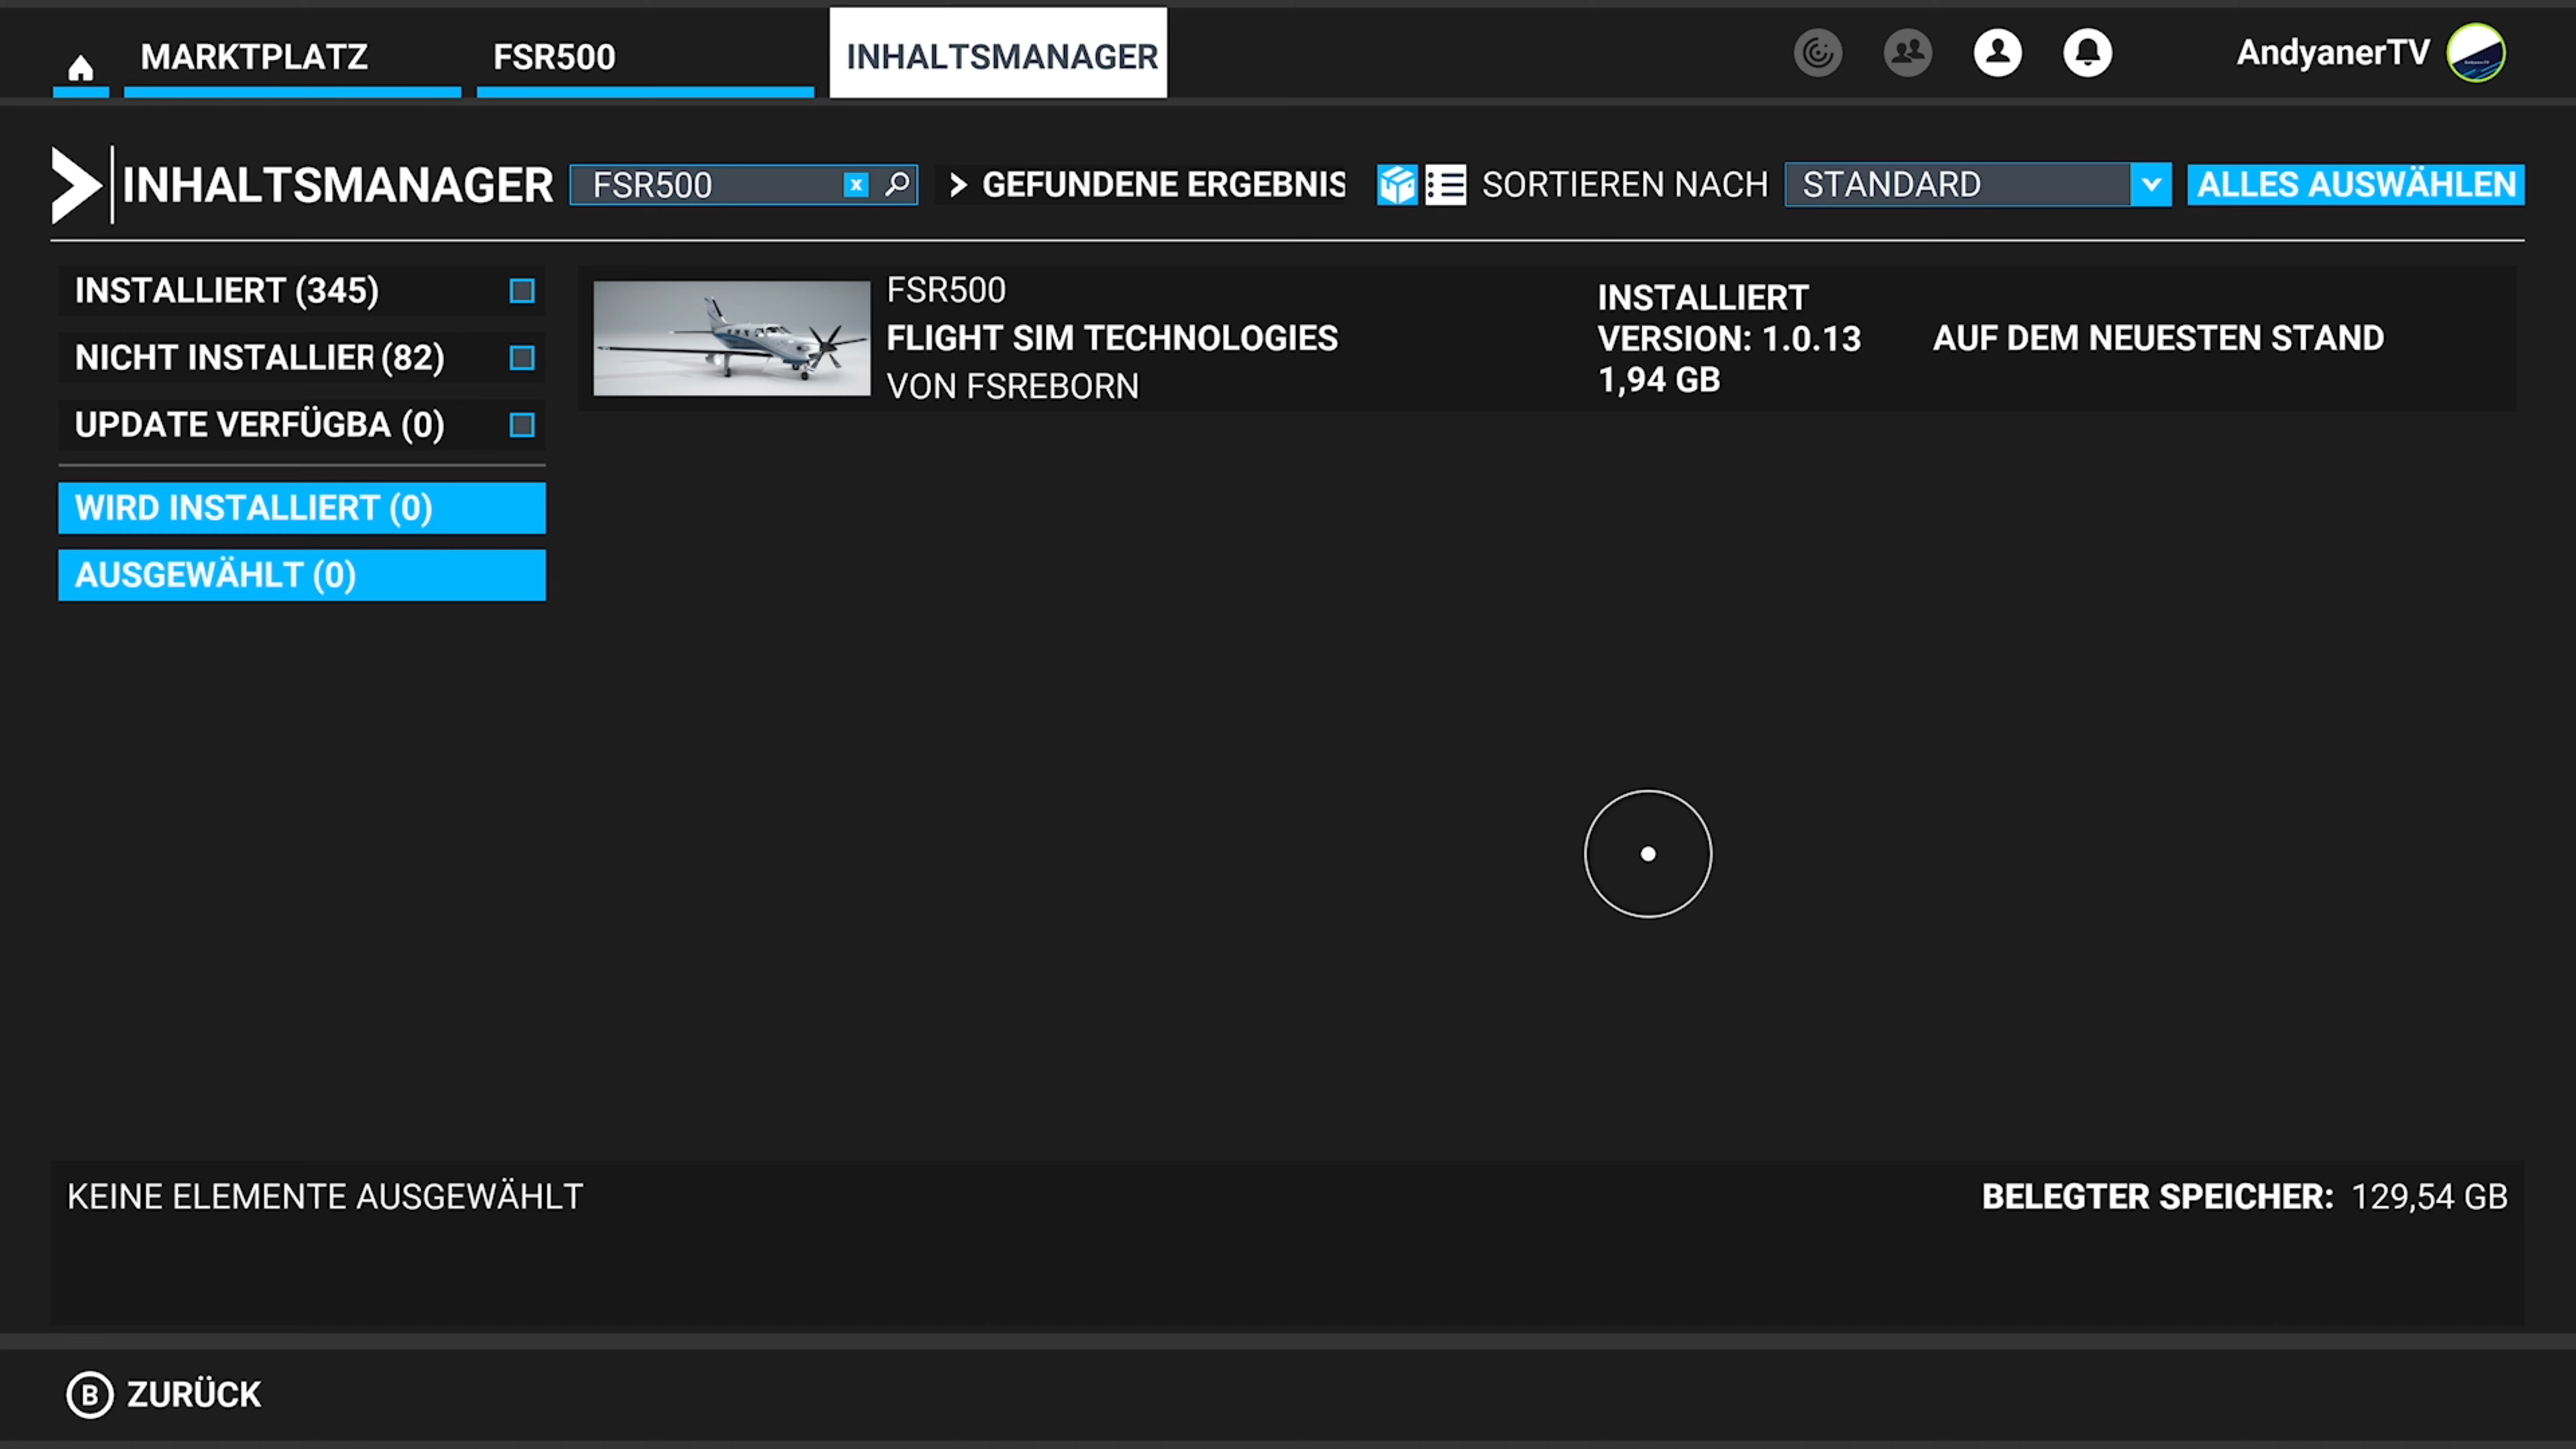 MARKTPLATZ
FSR500
INHALTSMANAGER
AndyanerTV
INHALTSMANAGER
FSR500
GEFUNDENE ERGEBNIS
SORTIEREN NACH
STANDARD
ALLES AUSWÄHLEN
INSTALLIERT (345)
NICHT INSTALLIER (82)
UPDATE VERFÜGBA (0)
WIRD INSTALLIERT (0)
AUSGEWÄHLT (0)
FSR500
FLIGHT SIM TECHNOLOGIES
VON FSREBORN
INSTALLIERT
VERSION: 1.0.13
1,94 GB
AUF DEM NEUESTEN STAND
KEINE ELEMENTE AUSGEWÄHLT
BELEGTER SPEICHER: 129,54 GB
B ZURÜCK